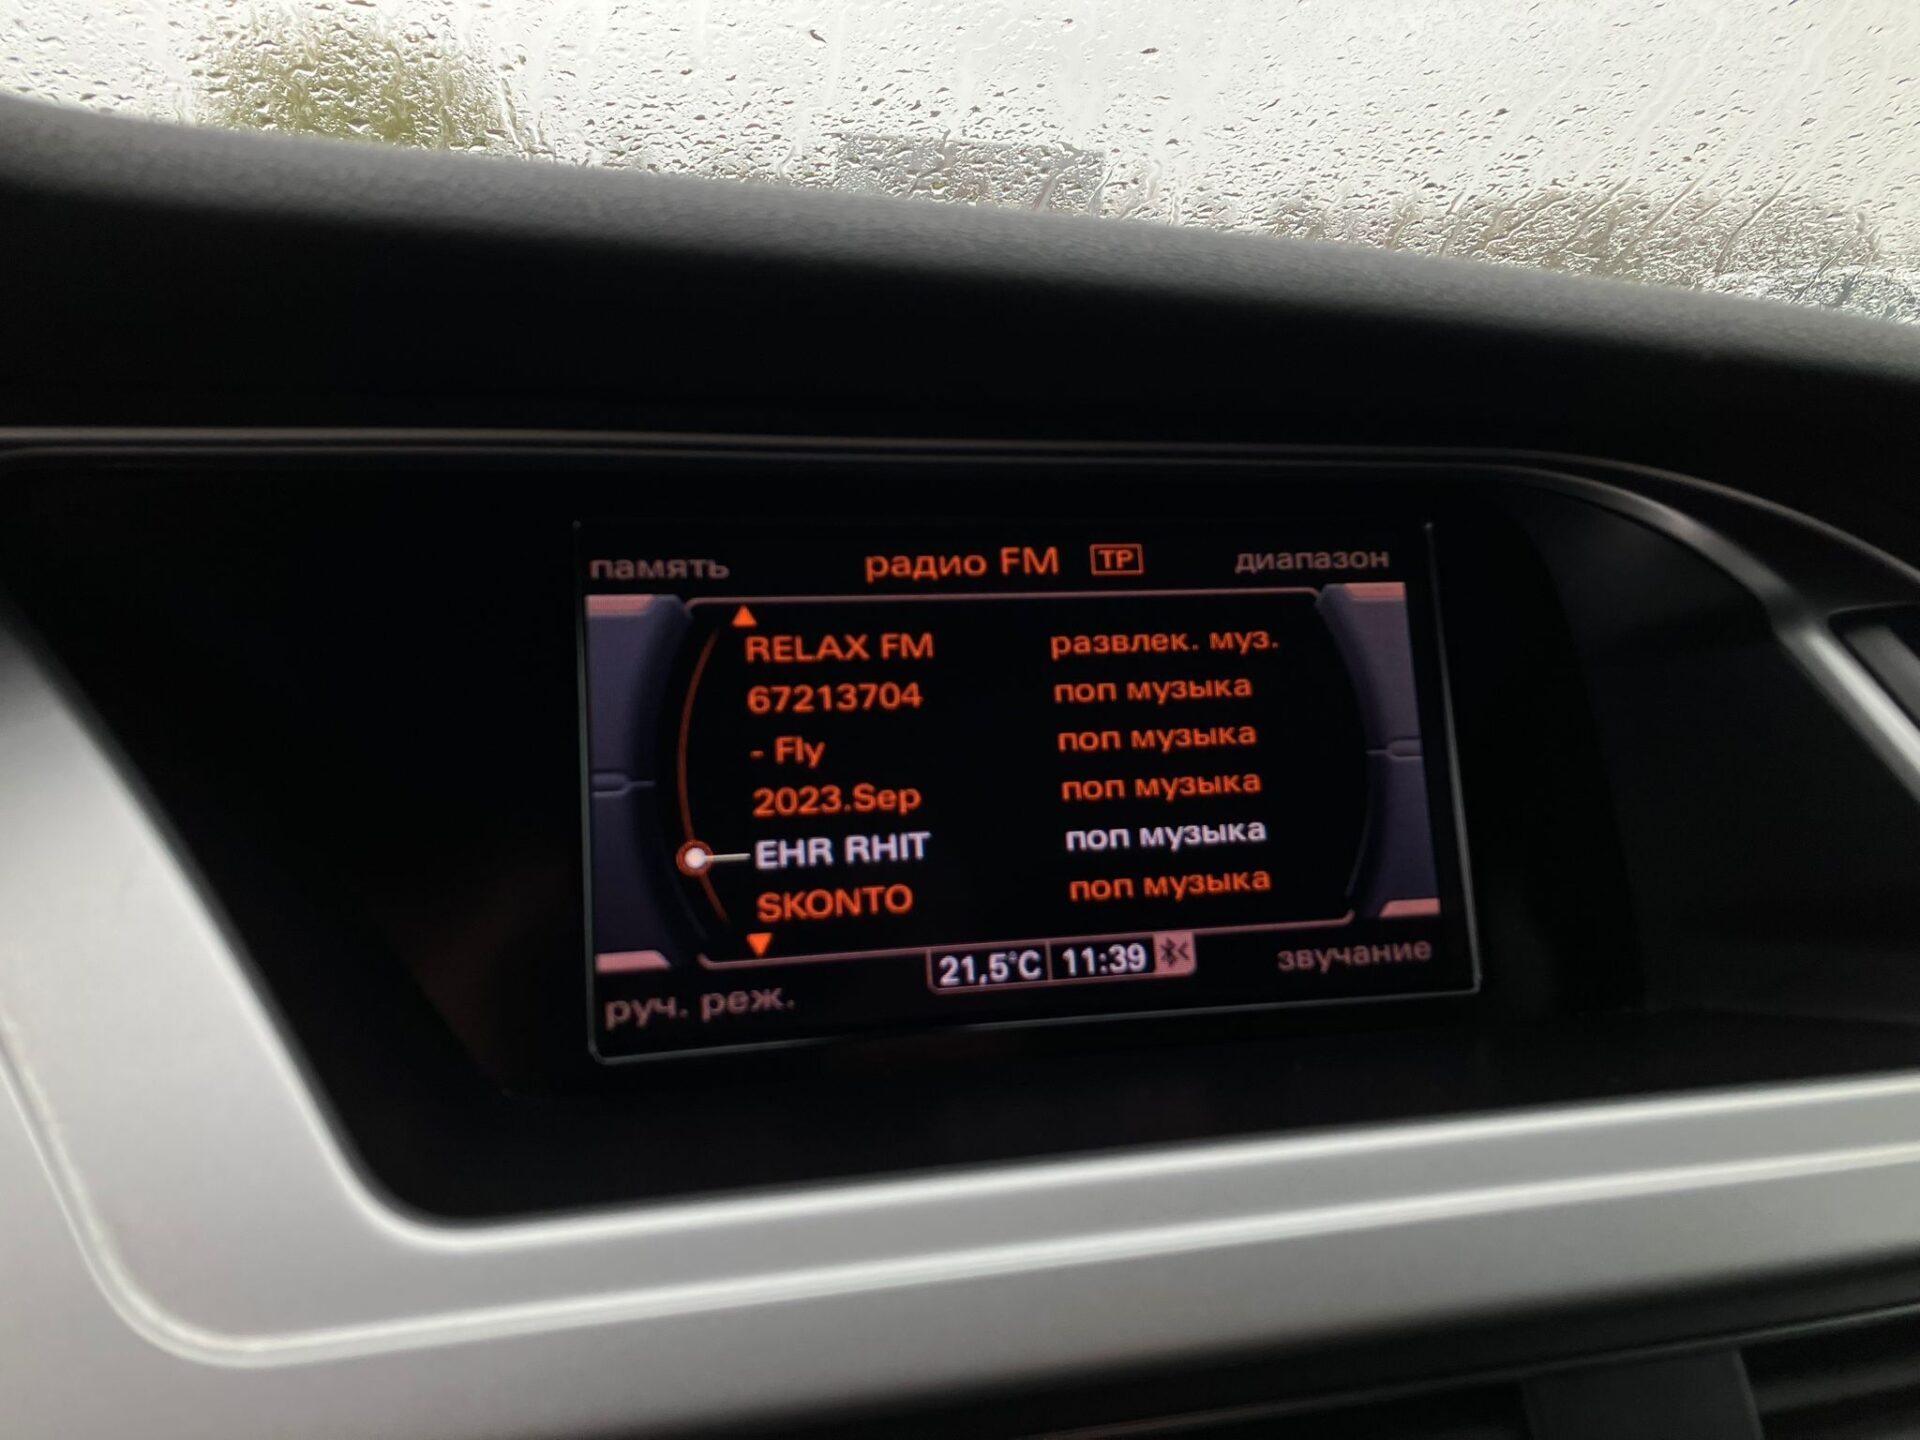 память радио FM TP диапазон
RELAX FM развлек. муз.
67213704 поп музыка
- Fly поп музыка
2023.Sep поп музыка
EHR RHIT поп музыка
SKONTO поп музыка
21,5°C 11:39 звучание
руч. реж.